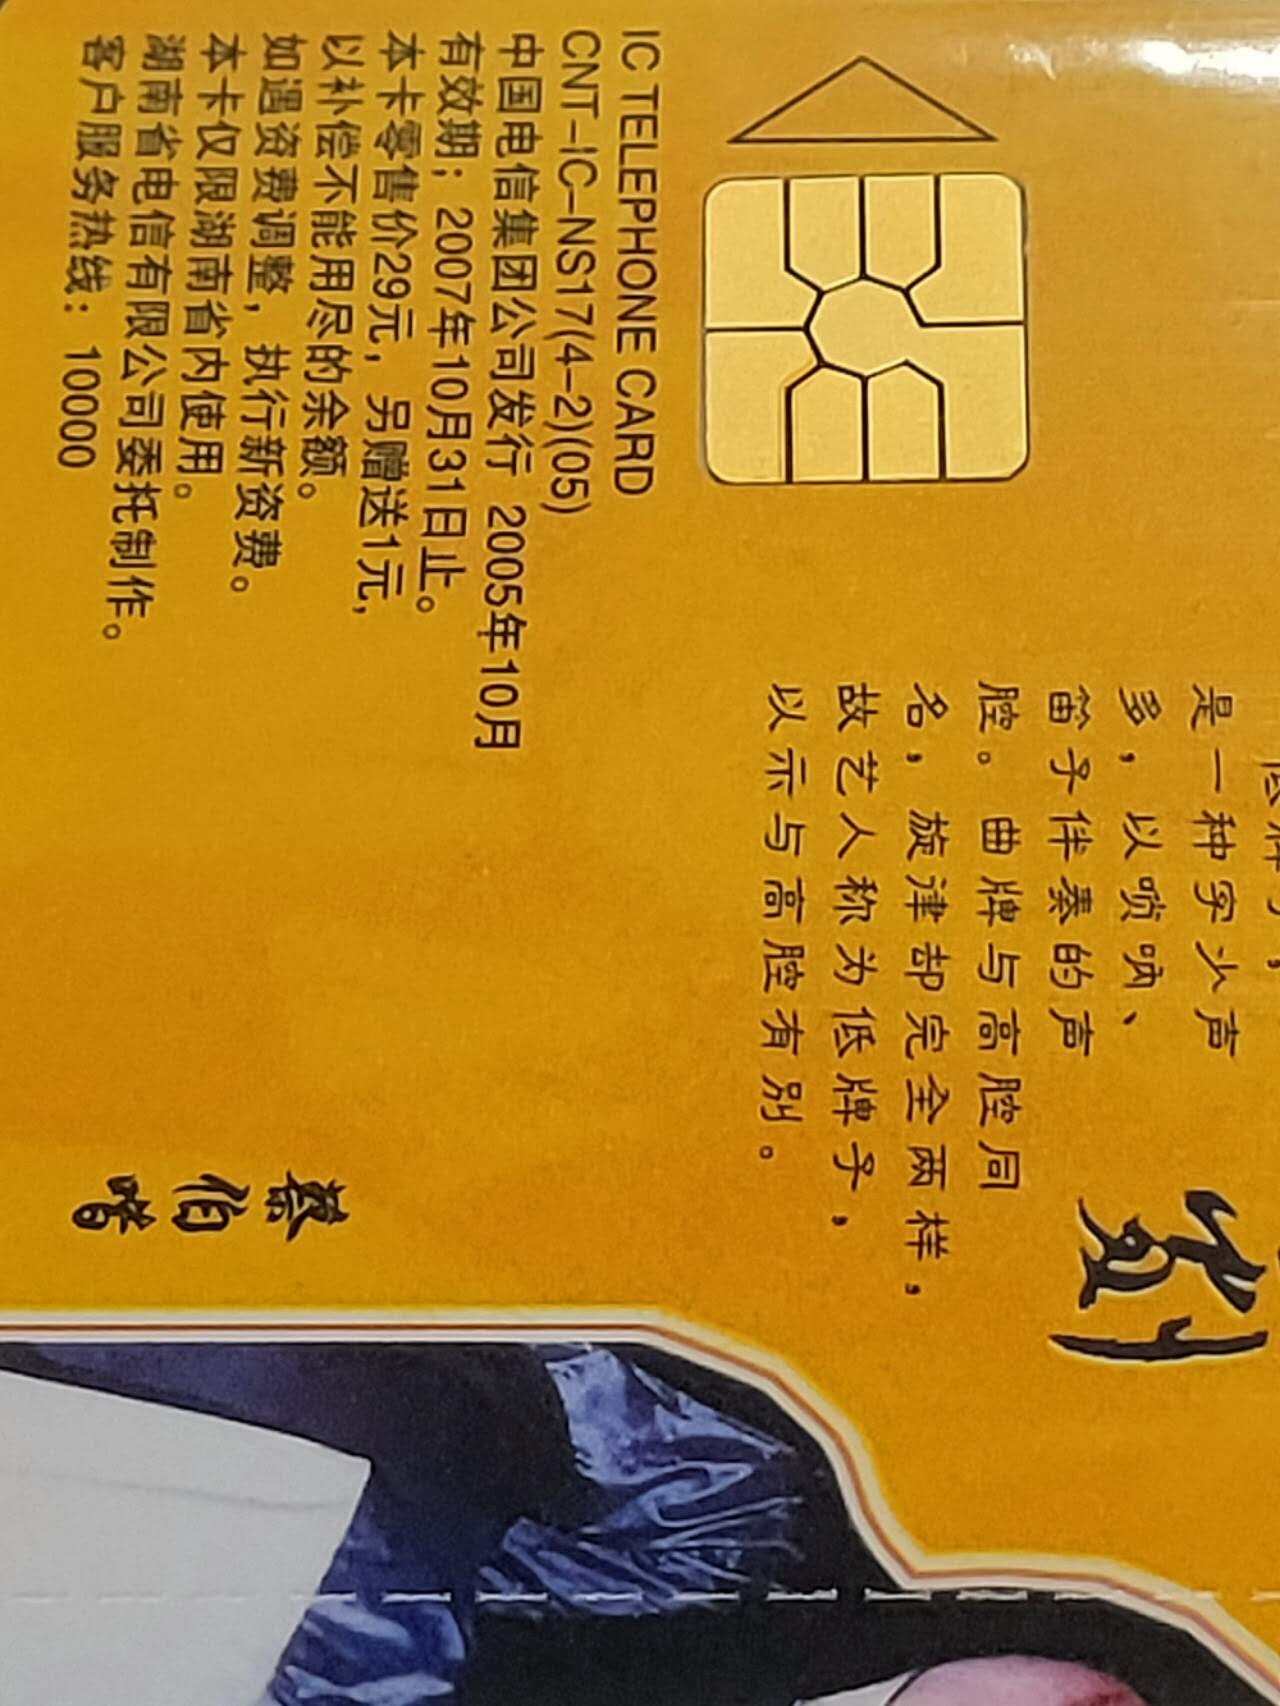 低牌子,
是一种字少声
多，以唢呐、
笛子伴奏的声
腔。曲牌与高腔同
名，旋津却完全两样，
故艺人称为低牌子，
以示与高腔有别。
剧
IC TELEPHONE CARD
CNT-IC-NS17(4-2)(05)
中国电信集团公司发行 2005年10月
有效期：2007年10月31日止。
本卡零售价29元，另赠送1元，
以补偿不能用尽的余额。
如遇资费调整，执行新资费。
本卡仅限湖南省内使用。
湖南省电信有限公司委托制作。
客户服务热线：10000
蔡
伯
喈